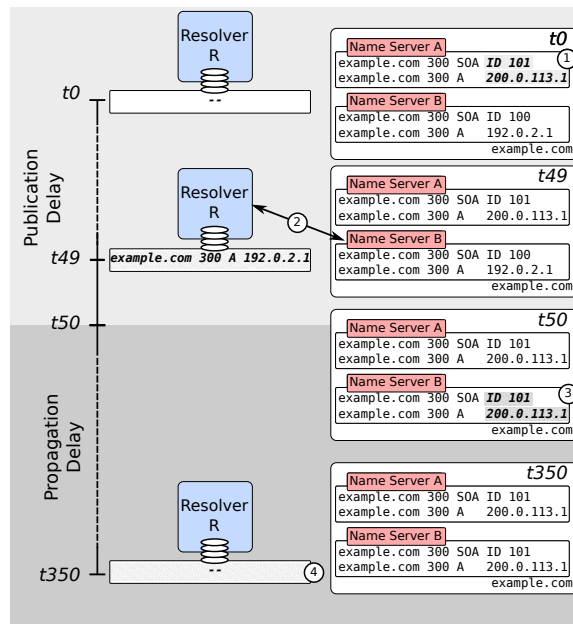 Resolver
R
t0
--
Publication
Delay
t0
Name Server A
1
example.com 300 SOA ID 101
example.com 300 A 200.0.113.1
Name Server B
example.com 300 SOA ID 100
example.com 300 A 192.0.2.1
example.com
Resolver
R
2
t49
example.com 300 A 192.0.2.1
t49
Name Server A
example.com 300 SOA ID 101
example.com 300 A 200.0.113.1
Name Server B
example.com 300 SOA ID 100
example.com 300 A 192.0.2.1
example.com
t50
Propagation
Delay
t50
Name Server A
example.com 300 SOA ID 101
example.com 300 A 200.0.113.1
Name Server B
3
example.com 300 SOA ID 101
example.com 300 A 200.0.113.1
example.com
Resolver
R
t350
--
4
t350
Name Server A
example.com 300 SOA ID 101
example.com 300 A 200.0.113.1
Name Server B
example.com 300 SOA ID 101
example.com 300 A 200.0.113.1
example.com